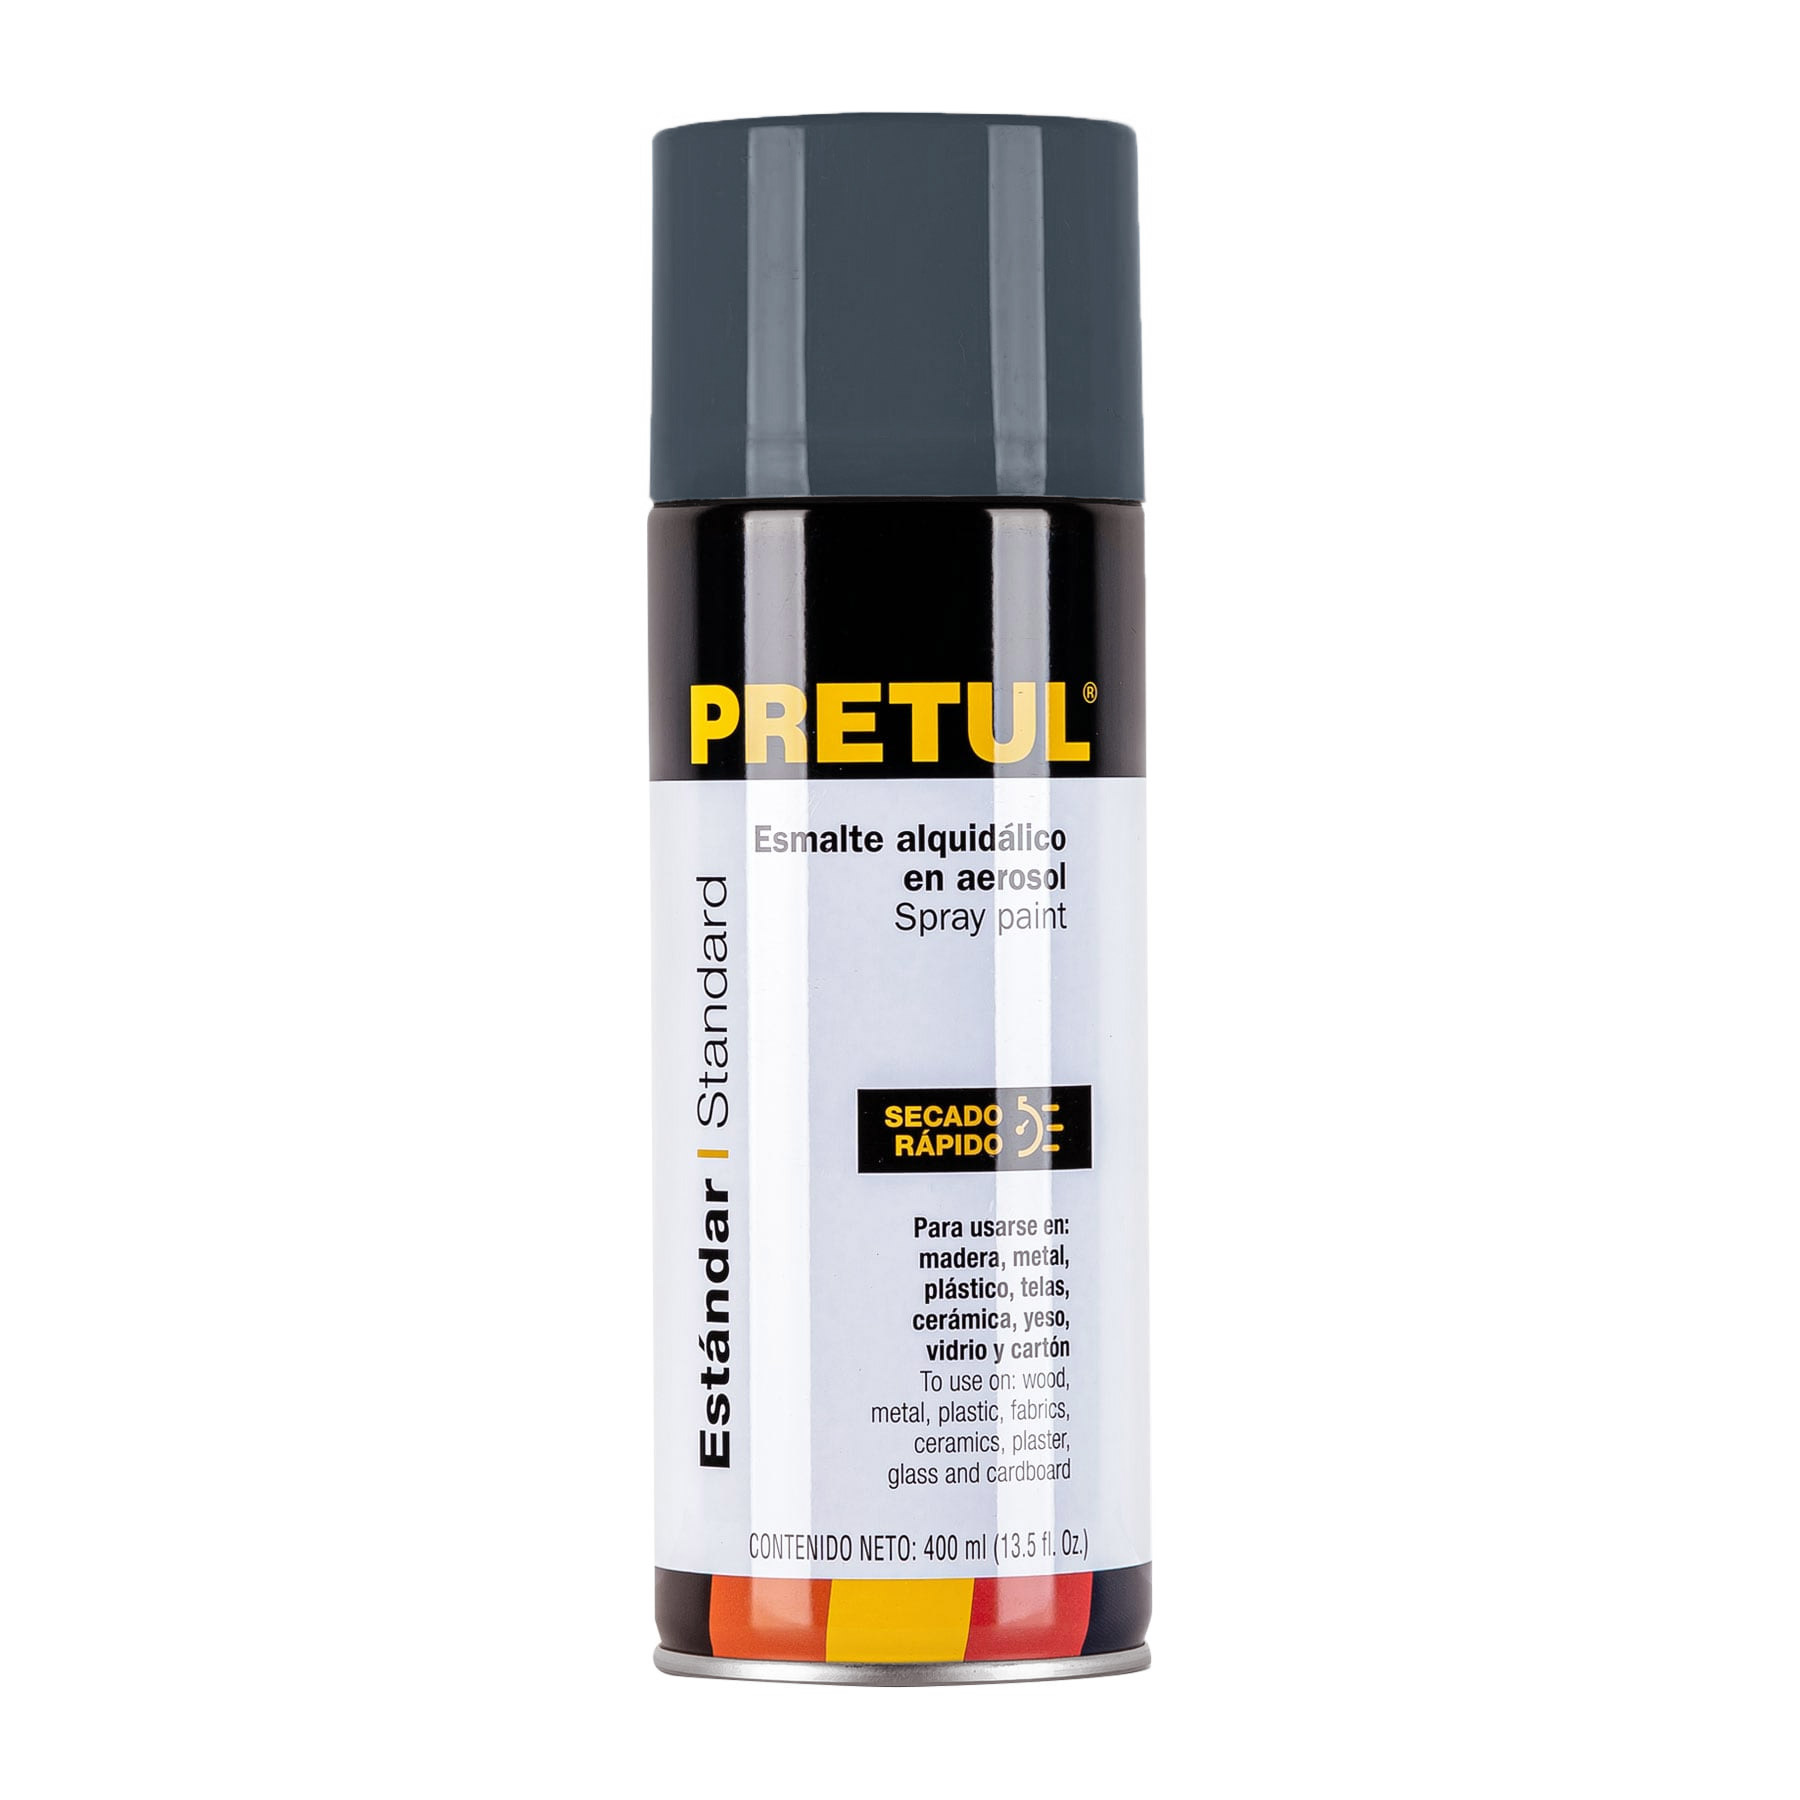 PRETUL®
Esmalte alquidálico
en aerosol
Spray paint
Estándar | Standard
SECADO
RÁPIDO
Para usarse en:
madera, metal,
plástico, telas,
cerámica, yeso,
vidrio y cartón
To use on: wood,
metal, plastic, fabrics,
ceramics, plaster,
glass and cardboard
CONTENIDO NETO: 400 ml (13.5 fl. Oz.)